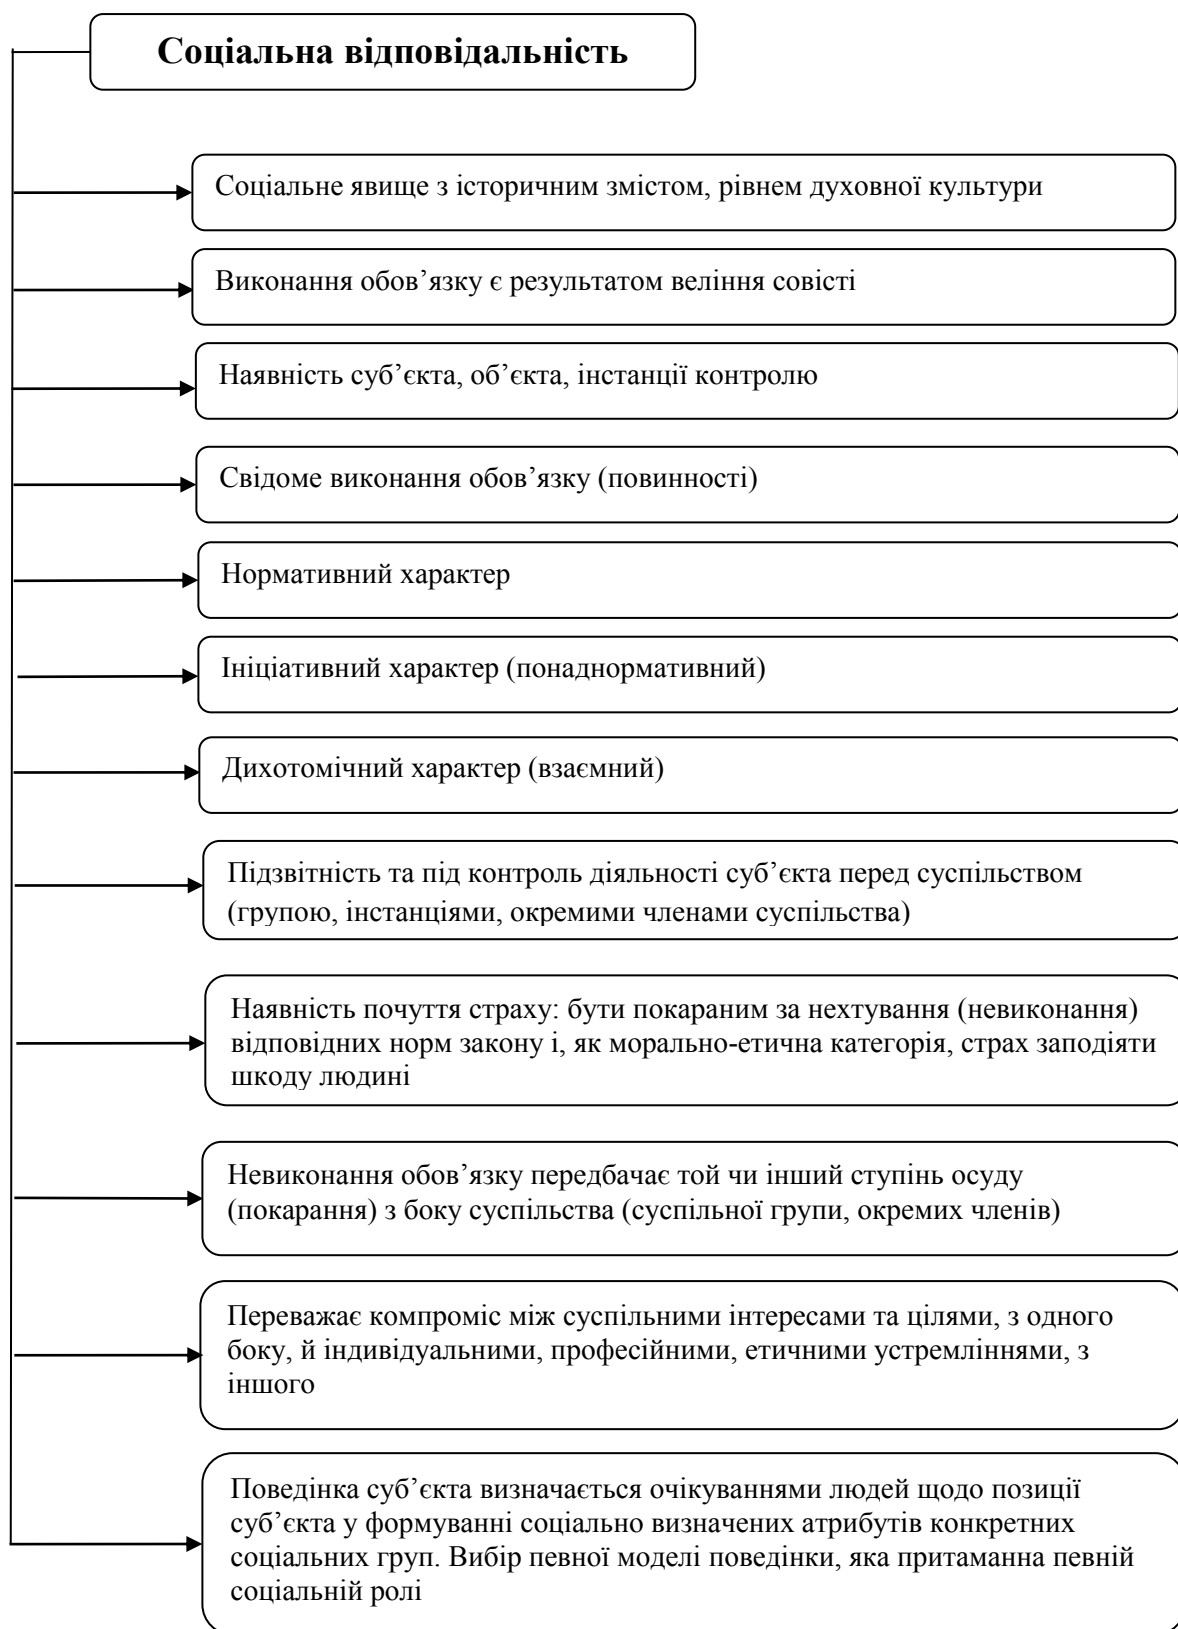 Соціальна відповідальність
Соціальне явище з історичним змістом, рівнем духовної культури
Виконання обов’язку є результатом веління совісті
Наявність суб’єкта, об’єкта, інстанції контролю
Свідоме виконання обов’язку (повинності)
Нормативний характер
Ініціативний характер (понаднормативний)
Дихотомічний характер (взаємний)
Підзвітність та під контроль діяльності суб’єкта перед суспільством
(групою, інстанціями, окремими членами суспільства)
Наявність почуття страху: бути покараним за нехтування (невиконання)
відповідних норм закону і, як морально-етична категорія, страх заподіяти
шкоду людині
Невиконання обов’язку передбачає той чи інший ступінь осуду
(покарання) з боку суспільства (суспільної групи, окремих членів)
Переважає компроміс між суспільними інтересами та цілями, з одного
боку, й індивідуальними, професійними, етичними устремліннями, з
іншого
Поведінка суб’єкта визначається очікуваннями людей щодо позиції
суб’єкта у формуванні соціально визначених атрибутів конкретних
соціальних груп. Вибір певної моделі поведінки, яка притаманна певній
соціальній ролі